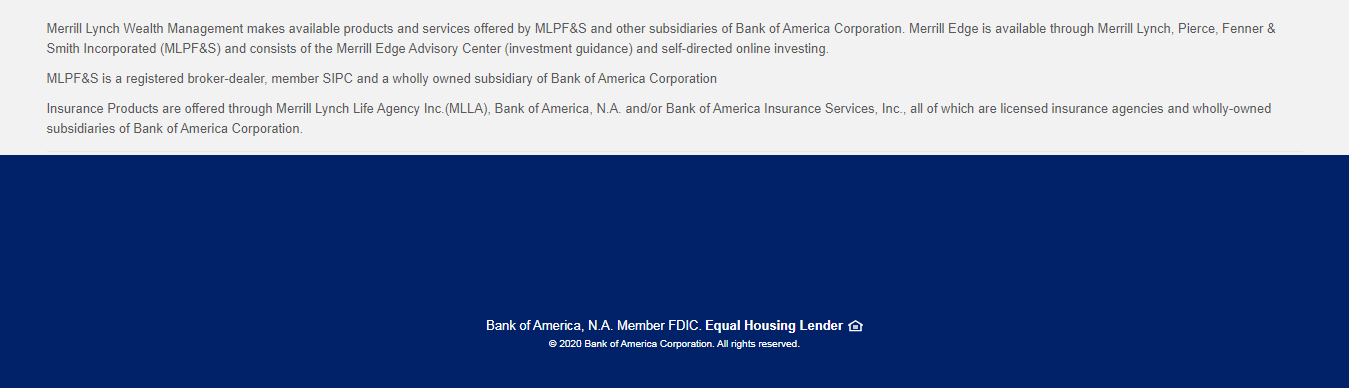 Merrill Lynch Wealth Management makes available products and services offered by MLPF&S and other subsidiaries of Bank of America Corporation. Merrill Edge is available through Merrill Lynch, Pierce, Fenner &
Smith Incorporated (MLPF&S) and consists of the Merrill Edge Advisory Center (investment guidance) and self-directed online investing.
MLPF&S is a registered broker-dealer, member SIPC and a wholly owned subsidiary of Bank of America Corporation
Insurance Products are offered through Merrill Lynch Life Agency Inc.(MLLA), Bank of America, N.A. and/or Bank of America Insurance Services, Inc., all of which are licensed insurance agencies and wholly-owned
subsidiaries of Bank of America Corporation.
Bank of America, N.A. Member FDIC. Equal Housing Lender
© 2020 Bank of America Corporation. All rights reserved.